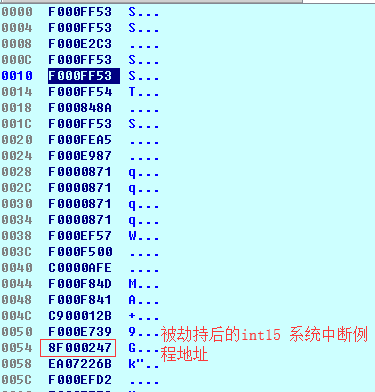 0000 F000FF53 S...
0004 F000FF53 S...
0008 F000E2C3 ....
000C F000FF53 S...
0010 F000FF53 S...
0014 F000FF54 T...
0018 F000848A ....
001C F000FF53 S...
0020 F000FEA5 ....
0024 F000E987 ....
0028 F0000871 q...
002C F0000871 q...
0030 F0000871 q...
0034 F0000871 q...
0038 F000EF57 W...
003C F000F500 ....
0040 C0000AFE ....
0044 F000F84D M...
0048 F000F841 A...
004C C900012B +...
0050 F000E739 9...
0054 8F000247 G...
0058 EA07226B k"..
005C F000EFD2 ....
被劫持后的int15 系统中断例
程地址